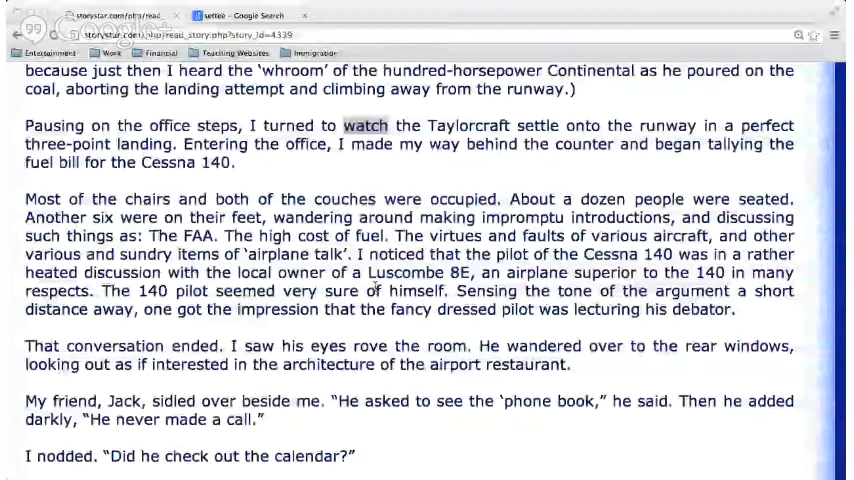 storystar.com/php/read_
settee - Google Search
Google+
storystar.com/php/read_story.php?story_id=4339
Entertainment Work Financial Teaching Websites Immigration
because just then I heard the ‘whroom’ of the hundred-horsepower Continental as he poured on the
coal, aborting the landing attempt and climbing away from the runway.)
Pausing on the office steps, I turned to watch the Taylorcraft settle onto the runway in a perfect
three-point landing. Entering the office, I made my way behind the counter and began tallying the
fuel bill for the Cessna 140.
Most of the chairs and both of the couches were occupied. About a dozen people were seated.
Another six were on their feet, wandering around making impromptu introductions, and discussing
such things as: The FAA. The high cost of fuel. The virtues and faults of various aircraft, and other
various and sundry items of ‘airplane talk’. I noticed that the pilot of the Cessna 140 was in a rather
heated discussion with the local owner of a Luscombe 8E, an airplane superior to the 140 in many
respects. The 140 pilot seemed very sure of himself. Sensing the tone of the argument a short
distance away, one got the impression that the fancy dressed pilot was lecturing his debator.
That conversation ended. I saw his eyes rove the room. He wandered over to the rear windows,
looking out as if interested in the architecture of the airport restaurant.
My friend, Jack, sidled over beside me. “He asked to see the ‘phone book,” he said. Then he added
darkly, “He never made a call.”
I nodded. “Did he check out the calendar?”